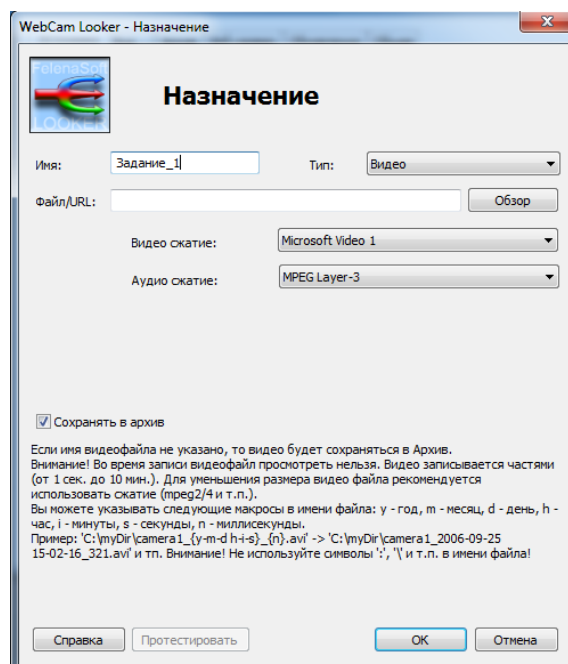 WebCam Looker - Назначение
FelenaSoft
LOOKER
Назначение
Имя: Задание_1 Тип: Видео
Файл/URL: Обзор
Видео сжатие: Microsoft Video 1
Аудио сжатие: MPEG Layer-3
Сохранять в архив
Если имя видеофайла не указано, то видео будет сохраняться в Архив.
Внимание! Во время записи видеофайл просмотреть нельзя. Видео записывается частями
(от 1 сек. до 10 мин.). Для уменьшения размера видео файла рекомендуется
использовать сжатие (mpeg2/4 и т.п.).
Вы можете указывать следующие макросы в имени файла: y - год, m - месяц, d - день, h -
час, i - минуты, s - секунды, n - миллисекунды.
Пример: 'C:\myDir\camera1_{y-m-d h-i-s}_{n}.avi' -> 'C:\myDir\camera1_2006-09-25
15-02-16_321.avi' и тп. Внимание! Не используйте символы ':', '\' и т.п. в имени файла!
Справка Протестировать OK Отмена